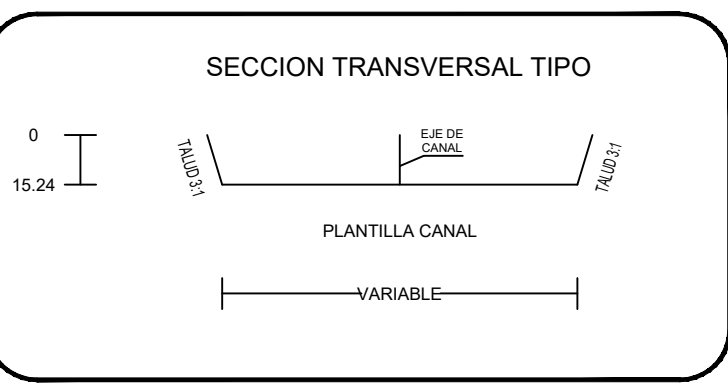 SECCION TRANSVERSAL TIPO
0
15.24
TALUD 3:1
EJE DE
CANAL
TALUD 3:1
PLANTILLA CANAL
VARIABLE